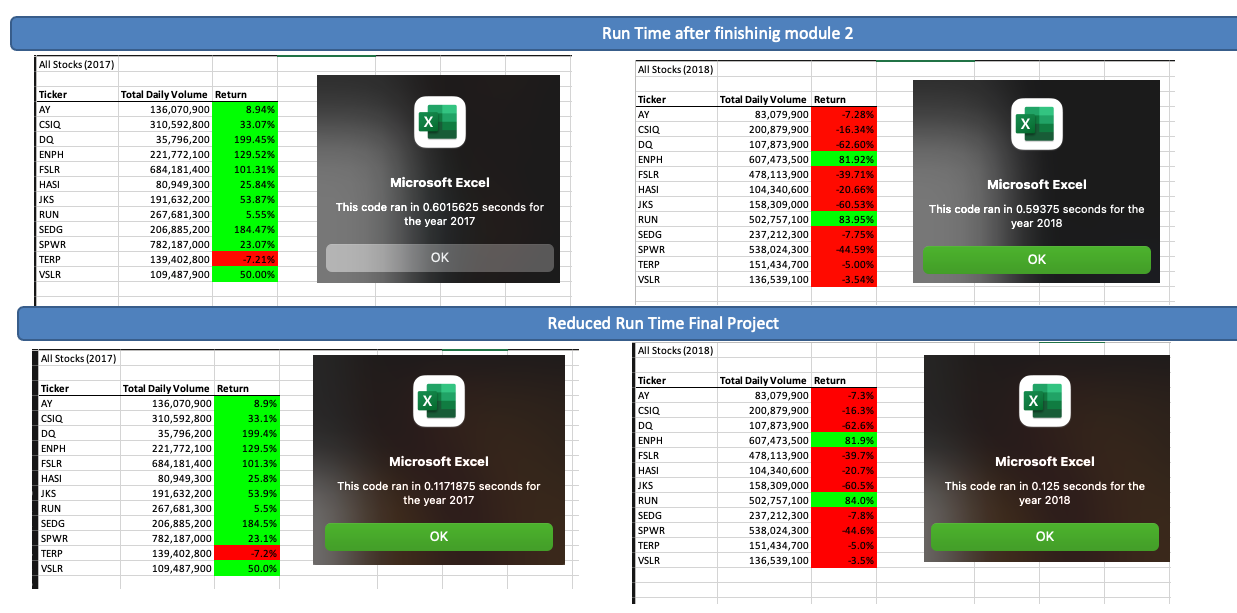 Run Time after finishinig module 2
All Stocks (2017)
Ticker Total Daily Volume Return
AY 136,070,900 8.94%
CSIQ 310,592,800 33.07%
DQ 35,796,200 199.45%
ENPH 221,772,100 129.52%
FSLR 684,181,400 101.31%
HASI 80,949,300 25.84%
JKS 191,632,200 53.87%
RUN 267,681,300 5.55%
SEDG 206,885,200 184.47%
SPWR 782,187,000 23.07%
TERP 139,402,800 -7.21%
VSLR 109,487,900 50.00%
X
Microsoft Excel
This code ran in 0.6015625 seconds for
the year 2017
OK
All Stocks (2018)
Ticker Total Daily Volume Return
AY 83,079,900 -7.28%
CSIQ 200,879,900 -16.34%
DQ 107,873,900 -62.60%
ENPH 607,473,500 81.92%
FSLR 478,113,900 -39.71%
HASI 104,340,600 -20.66%
JKS 158,309,000 -60.53%
RUN 502,757,100 83.95%
SEDG 237,212,300 -7.75%
SPWR 538,024,300 -44.59%
TERP 151,434,700 -5.00%
VSLR 136,539,100 -3.54%
X
Microsoft Excel
This code ran in 0.59375 seconds for the
year 2018
OK
Reduced Run Time Final Project
All Stocks (2017)
Ticker Total Daily Volume Return
AY 136,070,900 8.9%
CSIQ 310,592,800 33.1%
DQ 35,796,200 199.4%
ENPH 221,772,100 129.5%
FSLR 684,181,400 101.3%
HASI 80,949,300 25.8%
JKS 191,632,200 53.9%
RUN 267,681,300 5.5%
SEDG 206,885,200 184.5%
SPWR 782,187,000 23.1%
TERP 139,402,800 -7.2%
VSLR 109,487,900 50.0%
X
Microsoft Excel
This code ran in 0.1171875 seconds for
the year 2017
OK
All Stocks (2018)
Ticker Total Daily Volume Return
AY 83,079,900 -7.3%
CSIQ 200,879,900 -16.3%
DQ 107,873,900 -62.6%
ENPH 607,473,500 81.9%
FSLR 478,113,900 -39.7%
HASI 104,340,600 -20.7%
JKS 158,309,000 -60.5%
RUN 502,757,100 84.0%
SEDG 237,212,300 -7.8%
SPWR 538,024,300 -44.6%
TERP 151,434,700 -5.0%
VSLR 136,539,100 -3.5%
X
Microsoft Excel
This code ran in 0.125 seconds for the
year 2018
OK